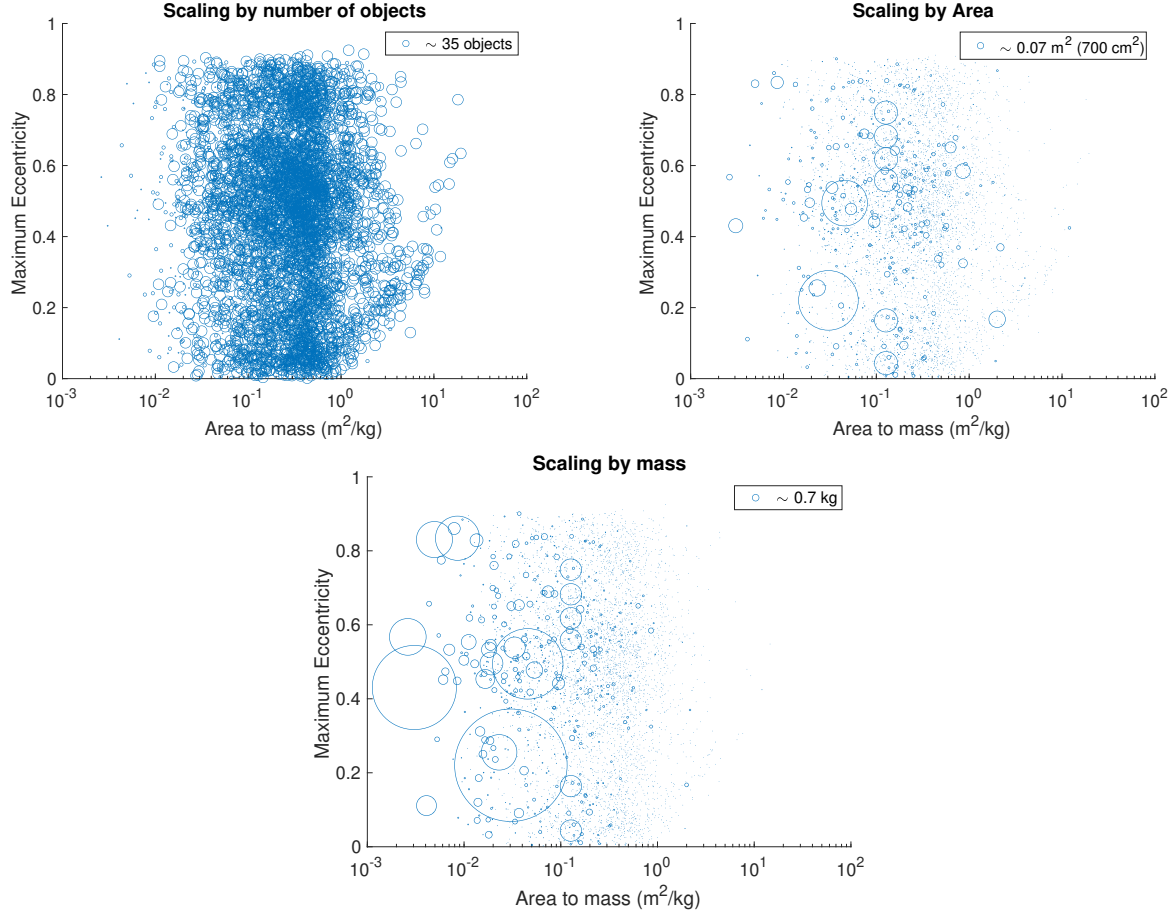 Scaling by number of objects
∼ 35 objects
Maximum Eccentricity
1
0.8
0.6
0.4
0.2
0
10^-3 10^-2 10^-1 10^0 10^1 10^2
Area to mass (m^2/kg)
Scaling by Area
∼ 0.07 m^2 (700 cm^2)
Maximum Eccentricity
1
0.8
0.6
0.4
0.2
0
10^-3 10^-2 10^-1 10^0 10^1 10^2
Area to mass (m^2/kg)
Scaling by mass
∼ 0.7 kg
Maximum Eccentricity
1
0.8
0.6
0.4
0.2
0
10^-3 10^-2 10^-1 10^0 10^1 10^2
Area to mass (m^2/kg)